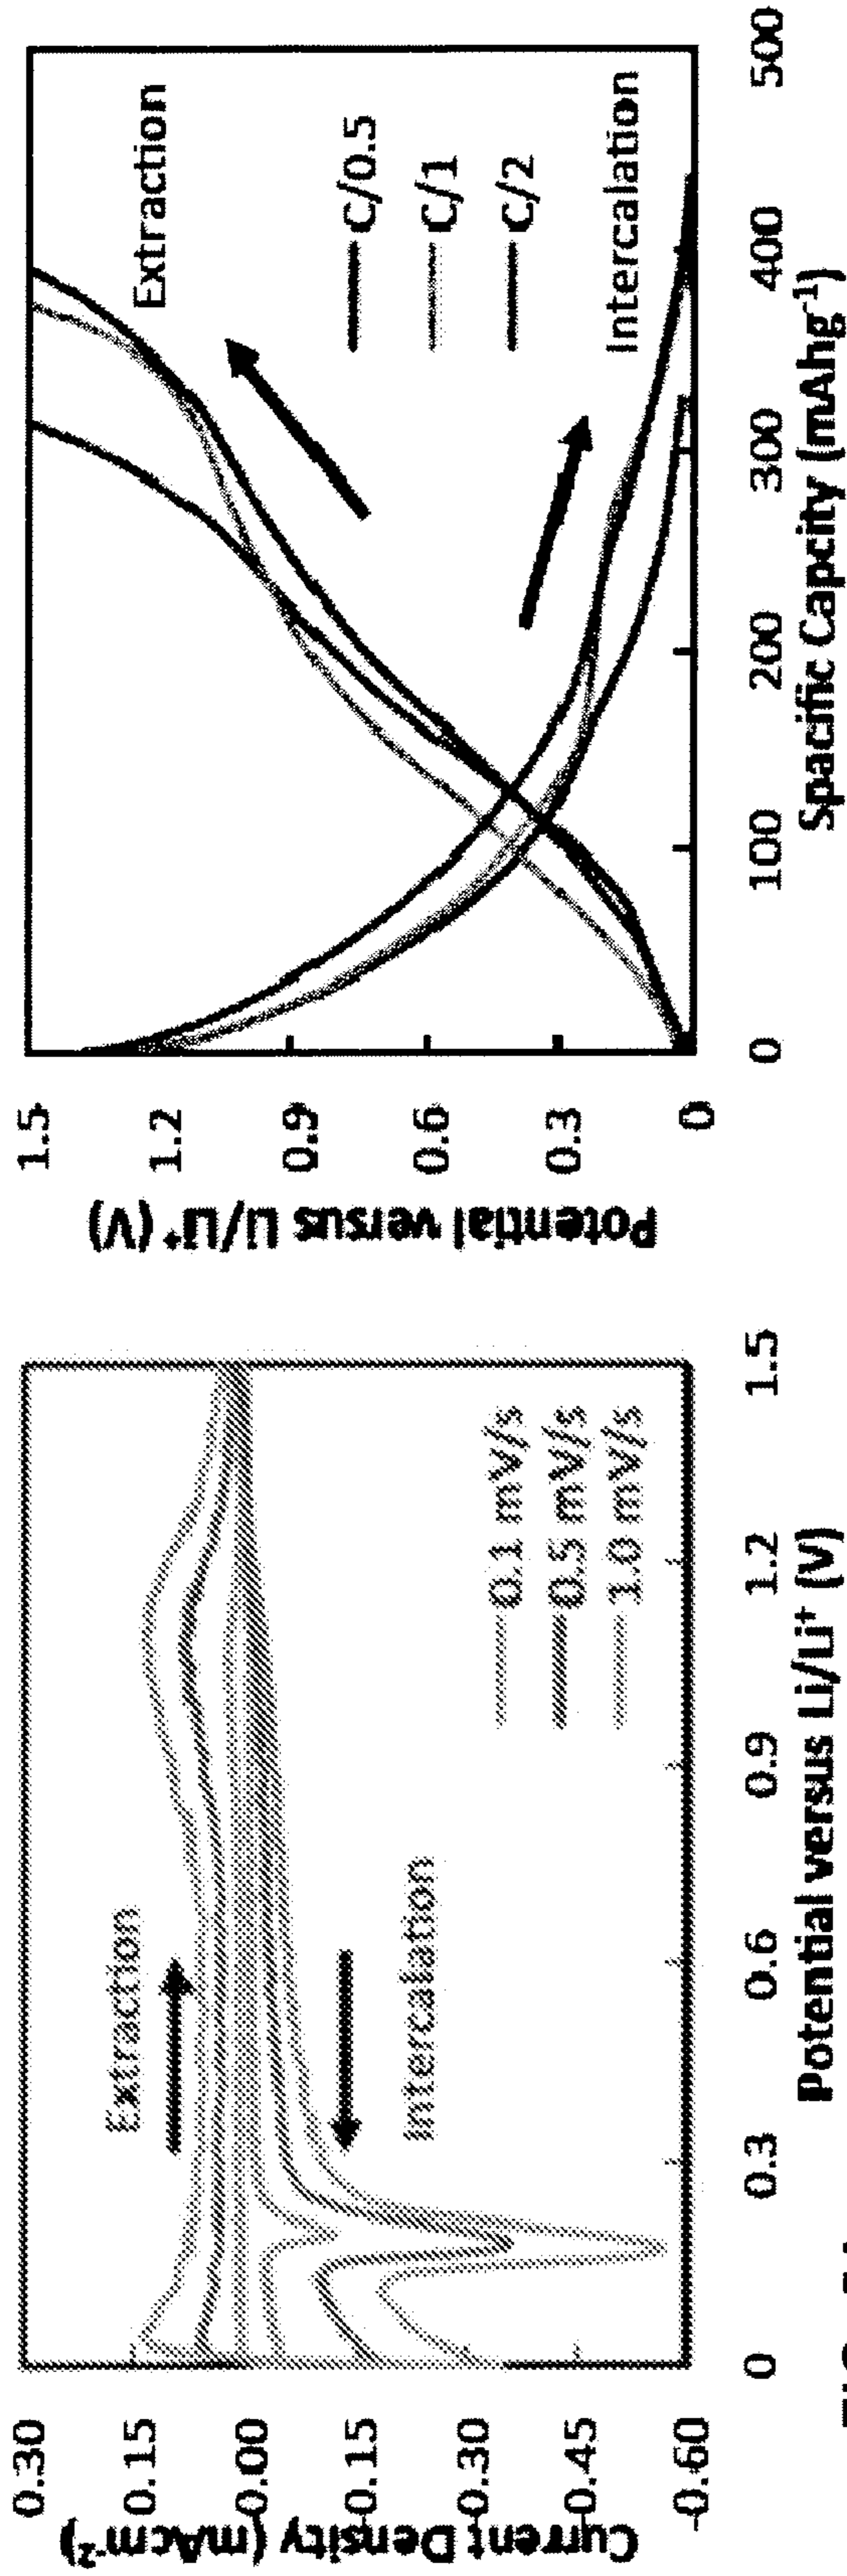 0.30
0.15
0.00
-0.15
-0.30
-0.45
-0.60
Current Density (mAcm-2)
Extraction
Intercalation
0.1 mV/s
0.5 mV/s
1.0 mV/s
0 0.3 0.6 0.9 1.2 1.5
Potential versus Li/Li+ (V)
1.5
1.2
0.9
0.6
0.3
0
Potential versus Li/Li+ (V)
Extraction
C/0.5
C/1
C/2
Intercalation
0 100 200 300 400 500
Spacific Capcity (mAhg-1)